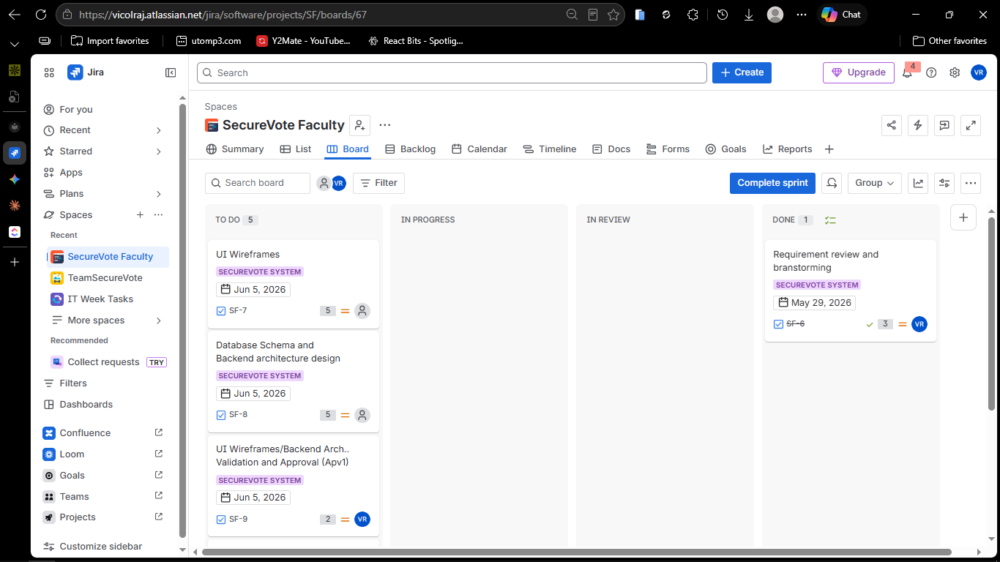 https://vicolraj.atlassian.net/jira/software/projects/SF/boards/67
Chat
Import favorites
utomp3.com
Y2Mate - YouTube...
React Bits - Spotlig...
Other favorites
Jira
Search
Create
Upgrade
4
VR
For you
Recent
Starred
Apps
Plans
Spaces
Recent
SecureVote Faculty
TeamSecureVote
IT Week Tasks
More spaces
Recommended
Collect requests TRY
Filters
Dashboards
Confluence
Loom
Goals
Teams
Projects
Customize sidebar
Spaces
SecureVote Faculty
Summary List Board Backlog Calendar Timeline Docs Forms Goals Reports
Search board
VR
Filter
Complete sprint
Group
TO DO 5
UI Wireframes
SECUREVOTE SYSTEM
Jun 5, 2026
SF-7 5
Database Schema and
Backend architecture design
SECUREVOTE SYSTEM
Jun 5, 2026
SF-8 5
UI Wireframes/Backend Arch..
Validation and Approval (Apv1)
SECUREVOTE SYSTEM
Jun 5, 2026
SF-9 2 VR
IN PROGRESS
IN REVIEW
DONE 1
Requirement review and
branstorming
SECUREVOTE SYSTEM
May 29, 2026
SF-6 3 VR